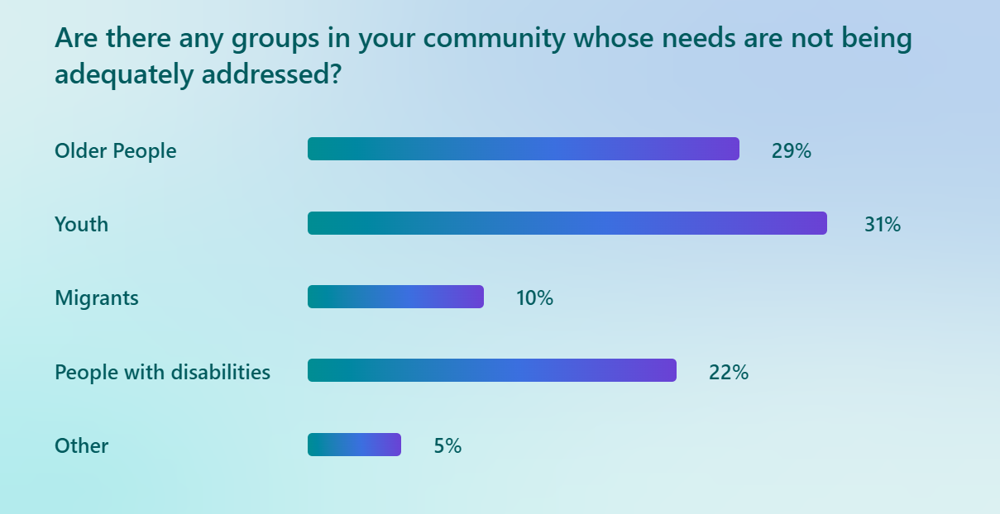 Are there any groups in your community whose needs are not being
adequately addressed?
Older People 29%
Youth 31%
Migrants 10%
People with disabilities 22%
Other 5%